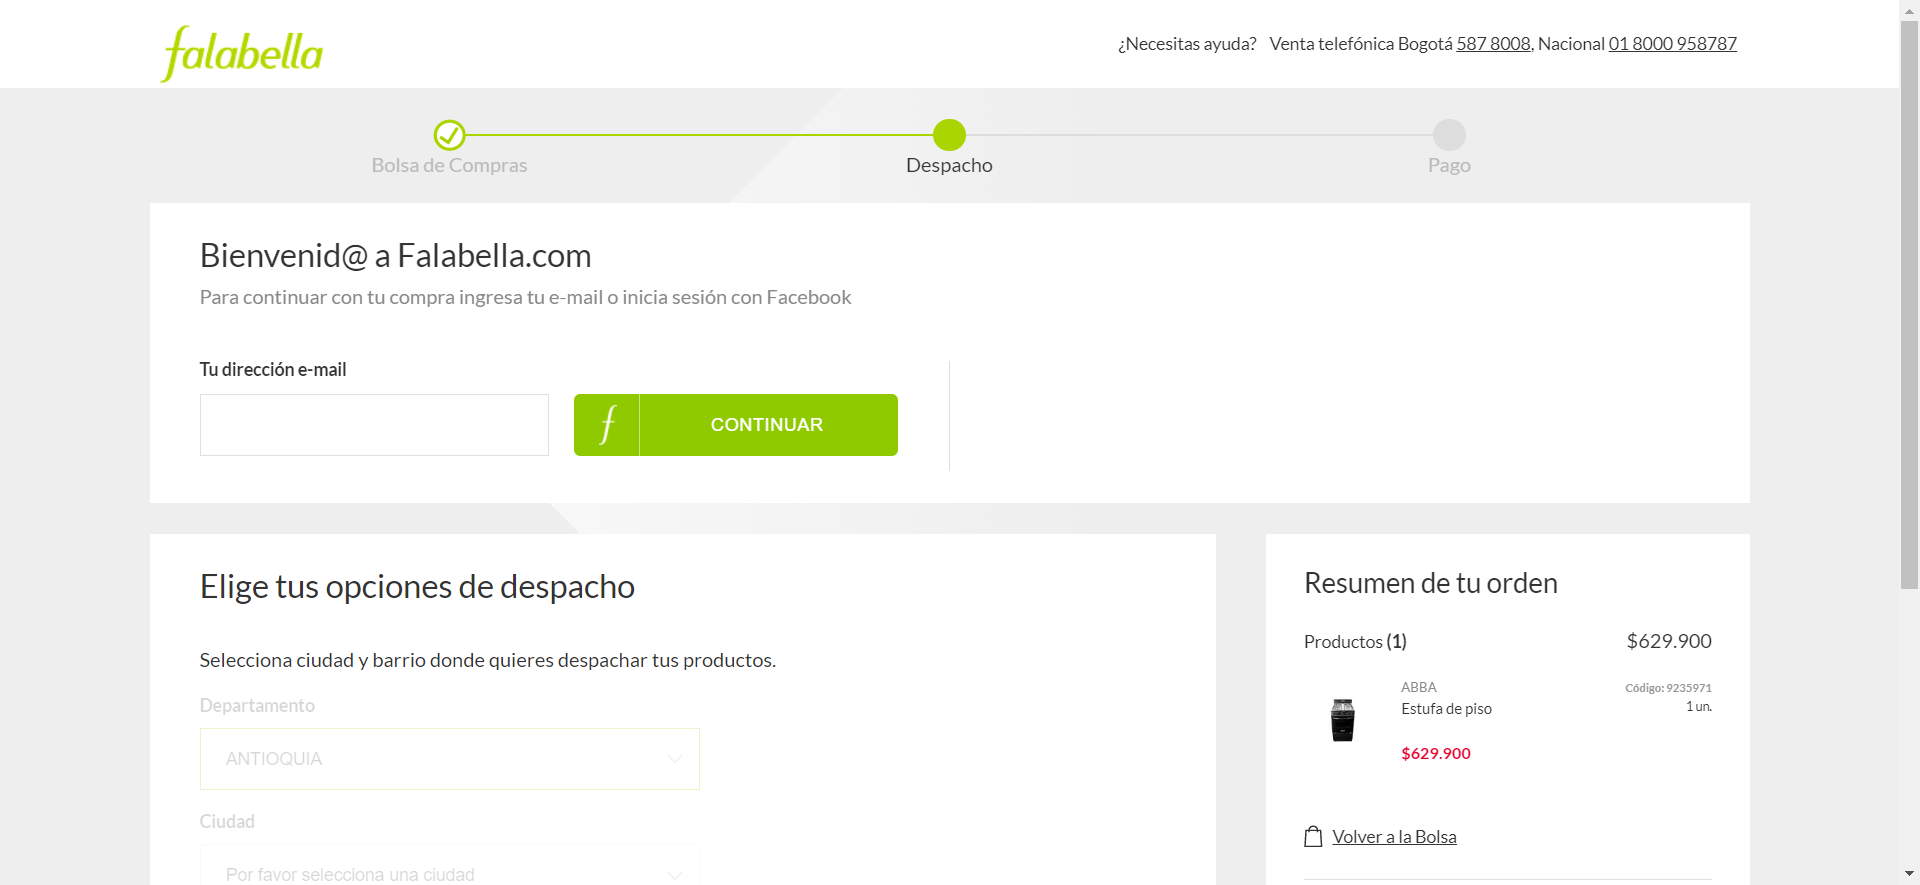 falabella
¿Necesitas ayuda? Venta telefónica Bogotá 587 8008, Nacional 01 8000 958787
Bolsa de Compras
Despacho
Pago
Bienvenid@ a Falabella.com
Para continuar con tu compra ingresa tu e-mail o inicia sesión con Facebook
Tu dirección e-mail
f CONTINUAR
Elige tus opciones de despacho
Selecciona ciudad y barrio donde quieres despachar tus productos.
Departamento
ANTIOQUIA
Ciudad
Por favor selecciona una ciudad
Resumen de tu orden
Productos (1) $629.900
ABBA Código: 9235971
Estufa de piso 1 un.
$629.900
Volver a la Bolsa